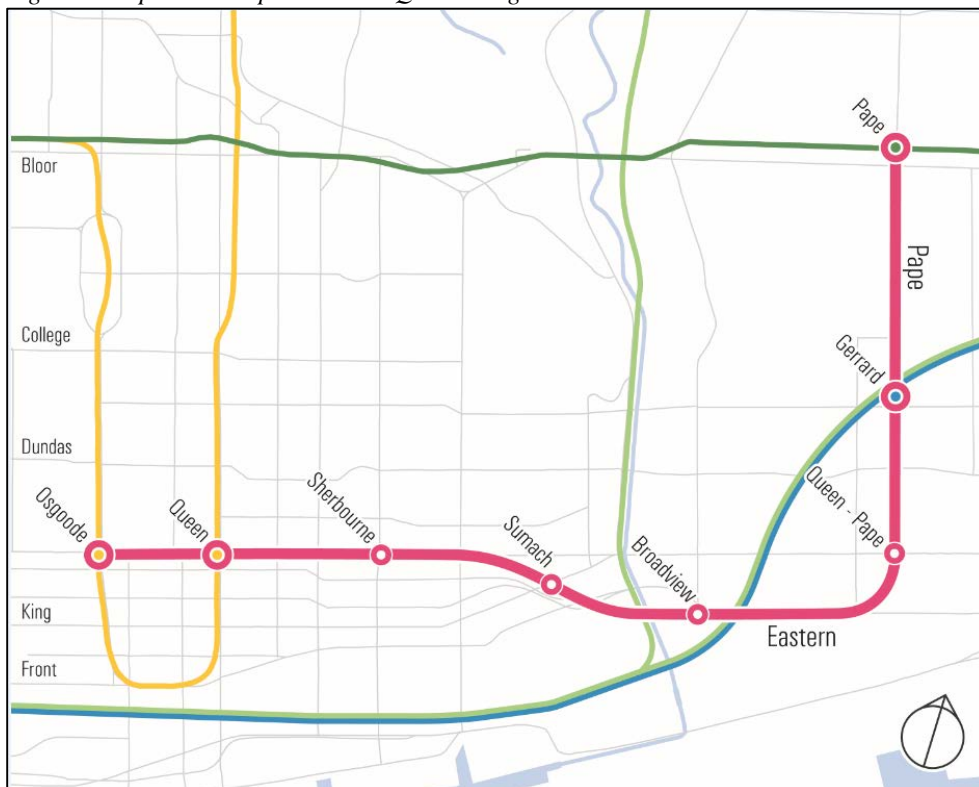 Pape
Bloor
Pape
College
Gerrard
Dundas
Osgoode
Queen
Sherbourne
Sumach
Broadview
Queen - Pape
King
Eastern
Front